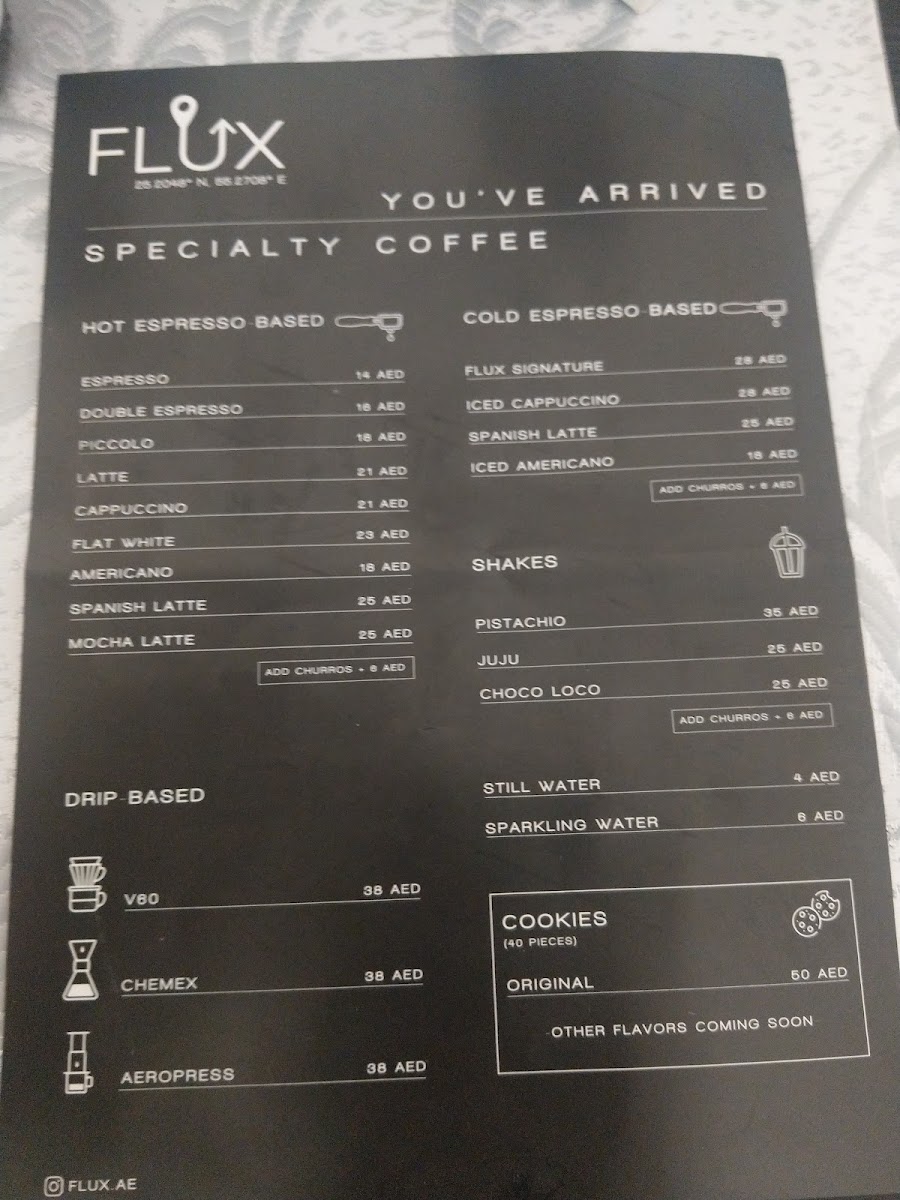 FLUX
25.2048° N, 55.2708° E
YOU'VE ARRIVED
SPECIALTY COFFEE
HOT ESPRESSO-BASED
ESPRESSO 14 AED
DOUBLE ESPRESSO 16 AED
PICCOLO 18 AED
LATTE 21 AED
CAPPUCCINO 21 AED
FLAT WHITE 23 AED
AMERICANO 18 AED
SPANISH LATTE 25 AED
MOCHA LATTE 25 AED
ADD CHURROS + 6 AED
DRIP-BASED
V60 38 AED
CHEMEX 38 AED
AEROPRESS 38 AED
COLD ESPRESSO-BASED
FLUX SIGNATURE 28 AED
ICED CAPPUCCINO 28 AED
SPANISH LATTE 25 AED
ICED AMERICANO 18 AED
ADD CHURROS + 6 AED
SHAKES
PISTACHIO 35 AED
JUJU 25 AED
CHOCO LOCO 25 AED
ADD CHURROS + 6 AED
STILL WATER 4 AED
SPARKLING WATER 6 AED
COOKIES
(40 PIECES)
ORIGINAL 50 AED
OTHER FLAVORS COMING SOON
FLUX.AE